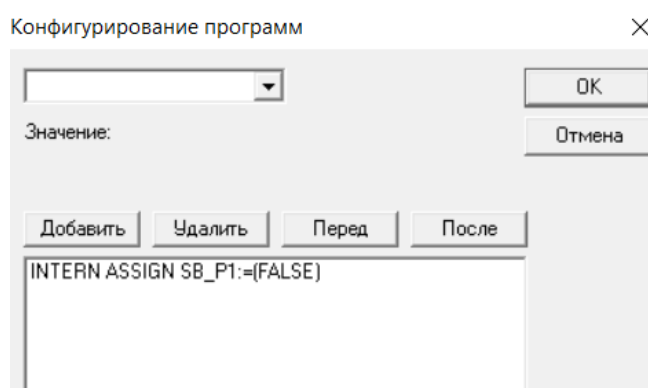 Конфигурирование программ
OK
Значение:
Отмена
Добавить Удалить Перед После
INTERN ASSIGN SB_P1:=(FALSE)